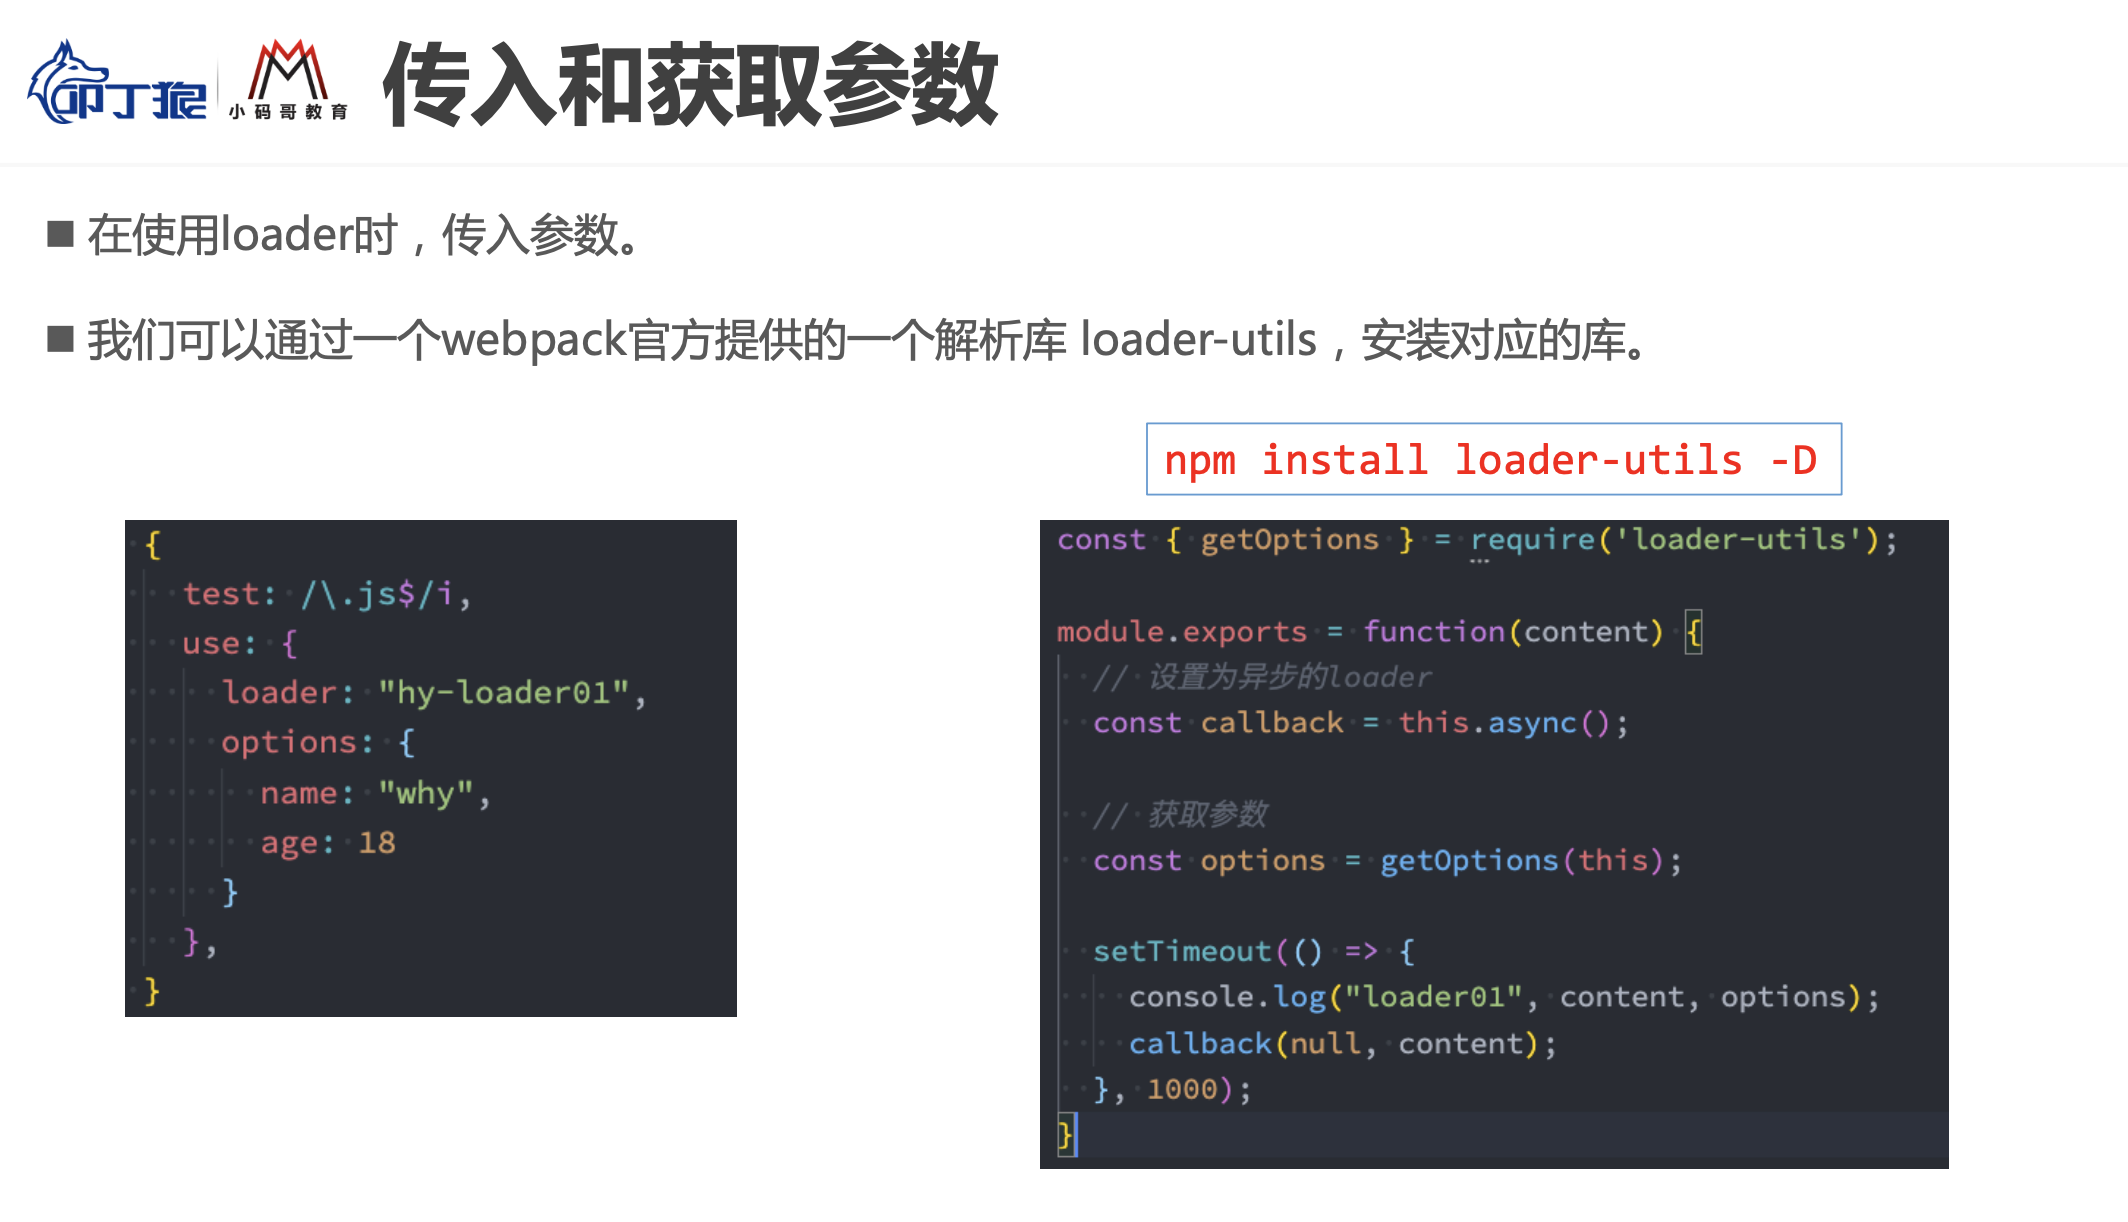 叩丁狼
小码哥教育
传入和获取参数
■ 在使用loader时，传入参数。
■ 我们可以通过一个webpack官方提供的一个解析库 loader-utils，安装对应的库。
npm install loader-utils -D
{
  test: /\.js$/i,
  use: {
    loader: "hy-loader01",
    options: {
      name: "why",
      age: 18
    }
  },
}
const { getOptions } = require('loader-utils');
module.exports = function(content) {
  // 设置为异步的loader
  const callback = this.async();
  // 获取参数
  const options = getOptions(this);
  setTimeout(() => {
    console.log("loader01", content, options);
    callback(null, content);
  }, 1000);
}